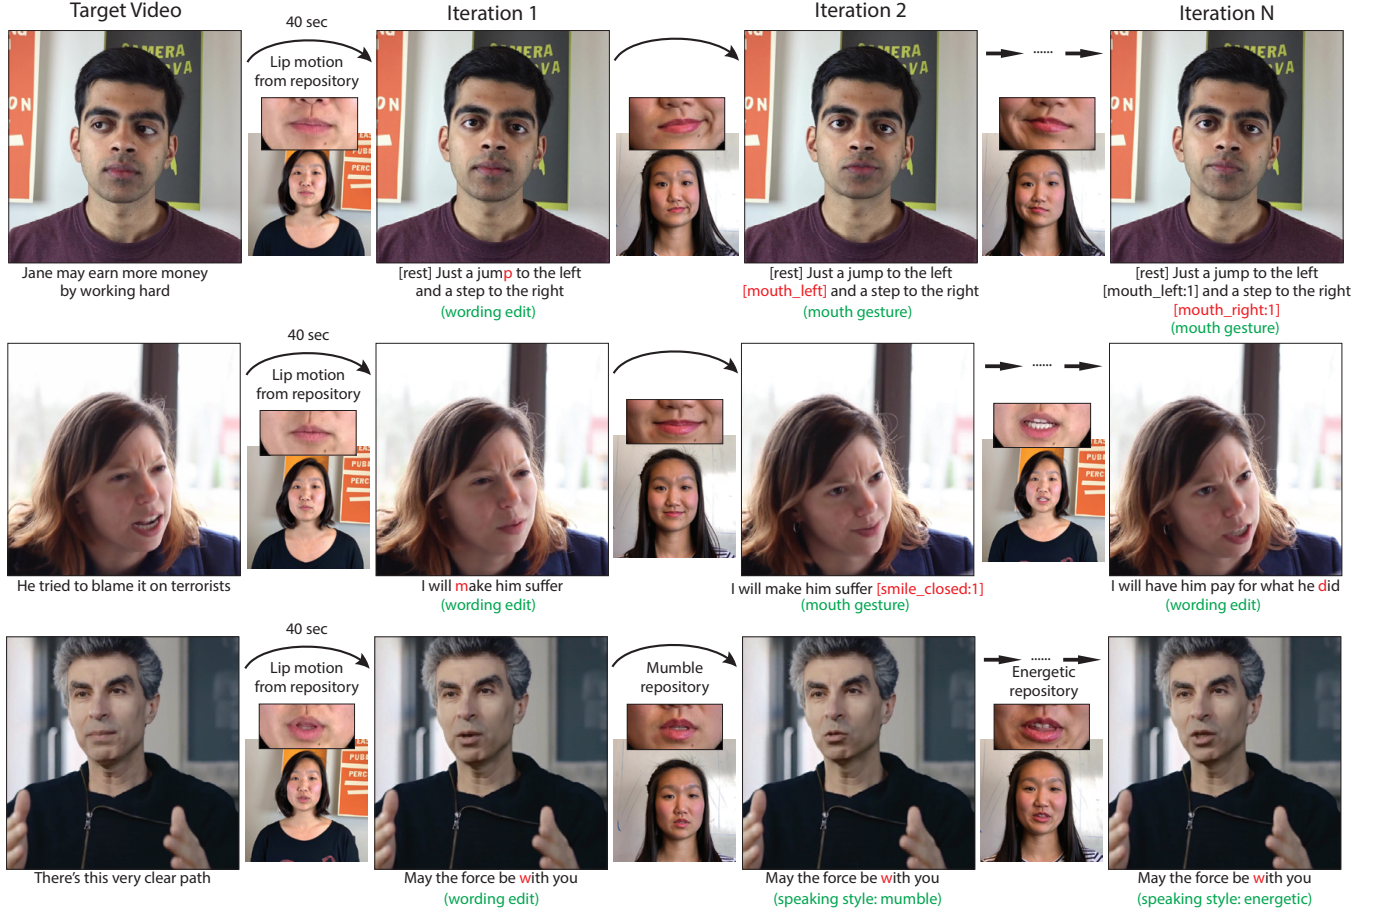 Target Video
Iteration 1
Iteration 2
Iteration N
40 sec
Lip motion
from repository
......
Jane may earn more money
by working hard
[rest] Just a jump to the left
and a step to the right
(wording edit)
[rest] Just a jump to the left
[mouth_left] and a step to the right
(mouth gesture)
[rest] Just a jump to the left
[mouth_left:1] and a step to the right
[mouth_right:1]
(mouth gesture)
40 sec
Lip motion
from repository
......
He tried to blame it on terrorists
I will make him suffer
(wording edit)
I will make him suffer [smile_closed:1]
(mouth gesture)
I will have him pay for what he did
(wording edit)
40 sec
Lip motion
from repository
Mumble
repository
......
Energetic
repository
There's this very clear path
May the force be with you
(wording edit)
May the force be with you
(speaking style: mumble)
May the force be with you
(speaking style: energetic)